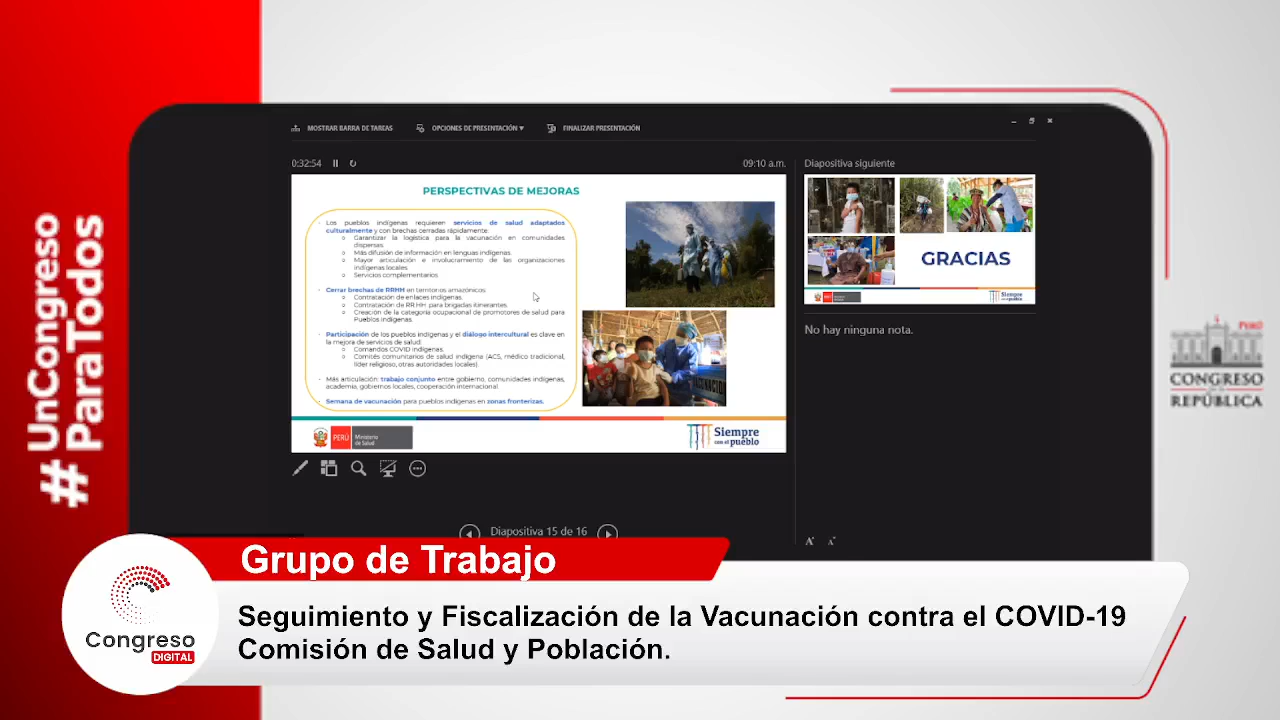 #UnCongreso
ParaTodos
MOSTRAR BARRA DE TAREAS
OPCIONES DE PRESENTACIÓN
FINALIZAR PRESENTACIÓN
0:32:54
09:10 a.m.
Diapositiva siguiente
PERSPECTIVAS DE MEJORAS
Los pueblos indígenas requieren servicios de salud adaptados
culturalmente y con brechas cerradas rápidamente:
Garantizar la logística para la vacunación en comunidades
dispersas.
Más difusión de información en lenguas indígenas.
Mayor articulación e involucramiento de las organizaciones
indígenas locales.
Servicios complementarios
Cerrar brechas de RRHH en territorios amazónicos
Contratación de enlaces indígenas.
Contratación de RR HH para brigadas itinerantes.
Creación de la categoría ocupacional de promotores de salud para
Pueblos indígenas.
Participación de los pueblos indígenas y el diálogo intercultural es clave en
la mejora de servicios de salud:
Comandos COVID indígenas.
Comités comunitarios de salud indígena (ACS, médico tradicional,
líder religioso, otras autoridades locales).
Más articulación: trabajo conjunto entre gobierno, comunidades indígenas,
academia, gobiernos locales, cooperación internacional
Semana de vacunación para pueblos indígenas en zonas fronterizas.
VACUNACIÓN
PERÚ
Ministerio
de Salud
Siempre
con el pueblo
GRACIAS
PERÚ
Siempre
No hay ninguna nota.
Diapositiva 15 de 16
PERÚ
CONGRESO
de la
REPÚBLICA
Congreso
DIGITAL
Grupo de Trabajo
Seguimiento y Fiscalización de la Vacunación contra el COVID-19
Comisión de Salud y Población.